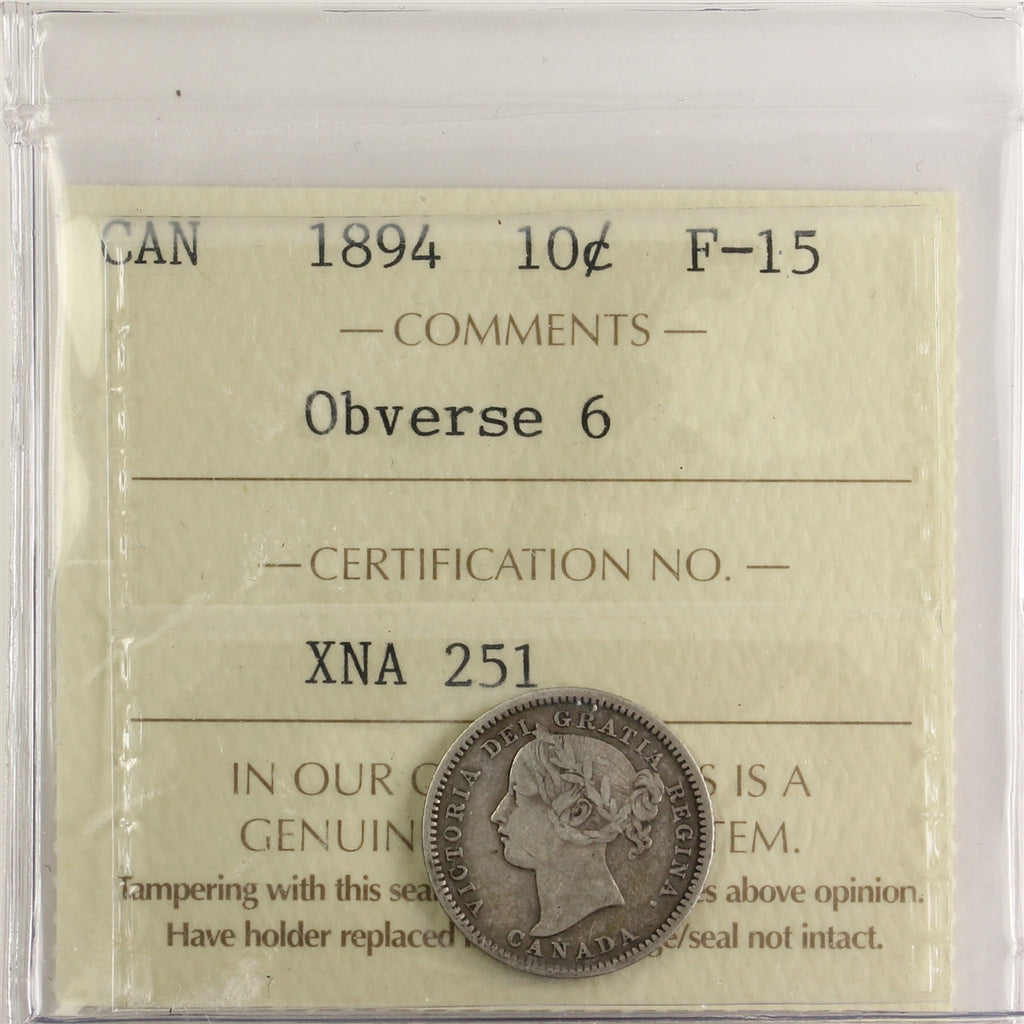 CAN 1894 10¢ F-15
— COMMENTS —
Obverse 6
— CERTIFICATION NO. —
XNA 251
IN OUR IS A
TEM.
Tampering with this above opinion.
Have holder replaced seal not intact.
VICTORIA DEI GRATIA REGINA.
CANADA